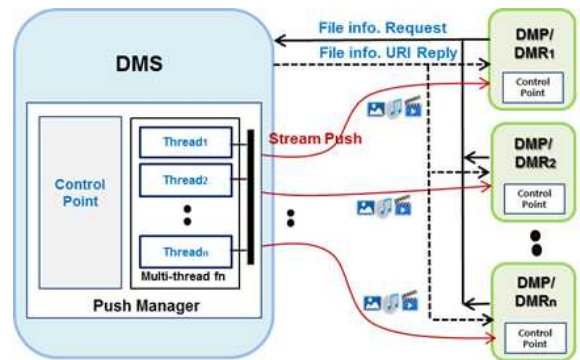 File info. Request
File info. URI Reply
DMS
Control
Point
Thread1
Thread2
Threadn
Multi-thread fn
Push Manager
Stream Push
DMP/
DMR1
Control
Point
DMP/
DMR2
Control
Point
DMP/
DMRn
Control
Point